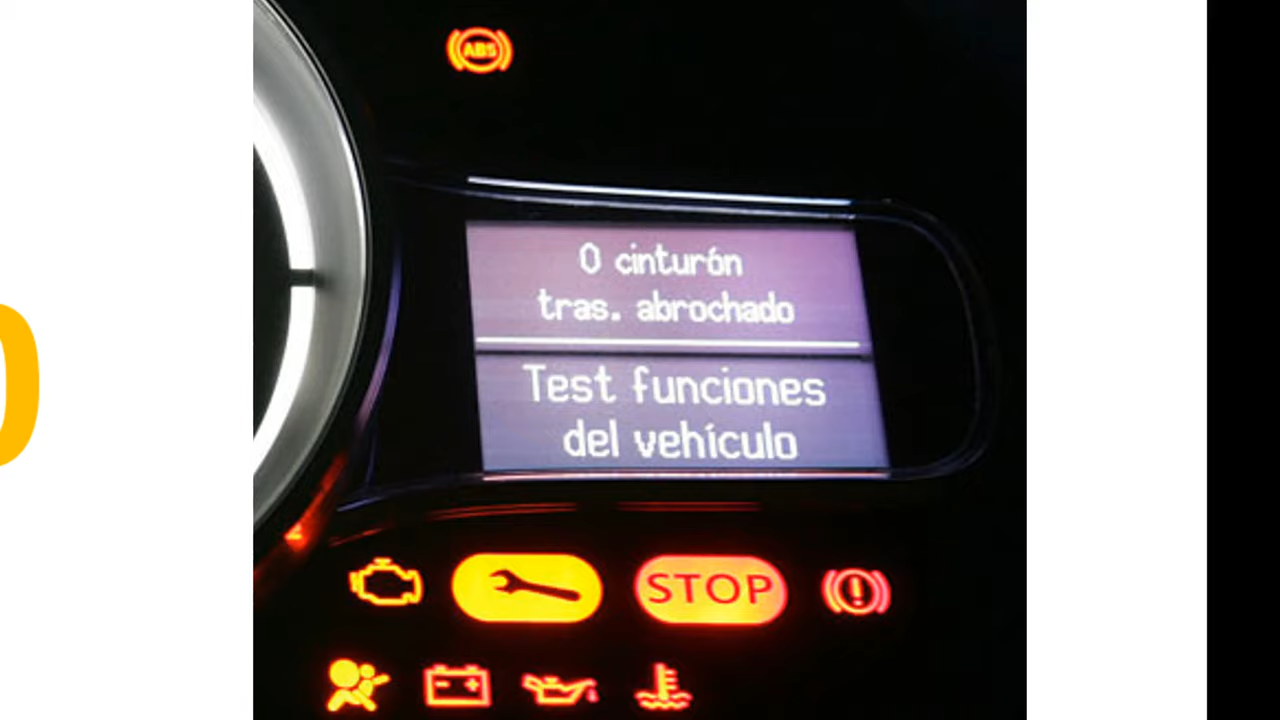 ABS
0 cinturón
tras. abrochado
Test funciones
del vehículo
STOP